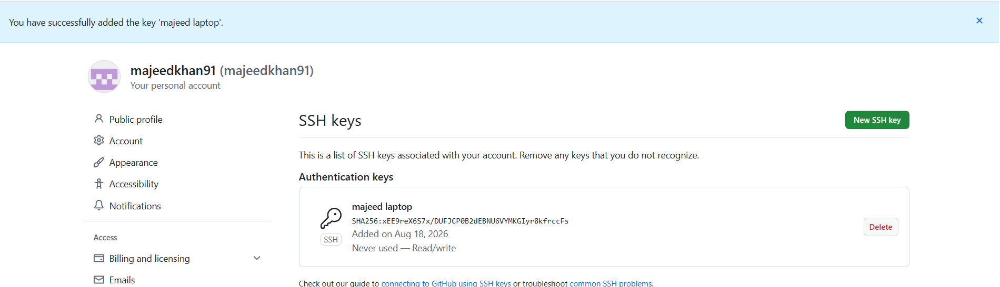 You have successfully added the key 'majeed laptop'.
majeedkhan91 (majeedkhan91)
Your personal account
Public profile
Account
Appearance
Accessibility
Notifications
Access
Billing and licensing
Emails
SSH keys
New SSH key
This is a list of SSH keys associated with your account. Remove any keys that you do not recognize.
Authentication keys
majeed laptop
SHA256:xEE9reX6S7x/DUFJCP0B2dEBNU6VYMKGIyr8kfrccFs
Added on Aug 18, 2026
Never used — Read/write
SSH
Delete
Check out our guide to connecting to GitHub using SSH keys or troubleshoot common SSH problems.